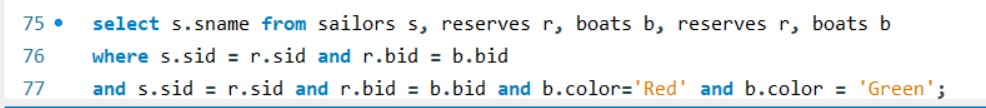 75 select s.sname from sailors s, reserves r, boats b, reserves r, boats b
76 where s.sid = r.sid and r.bid = b.bid
77 and s.sid = r.sid and r.bid = b.bid and b.color='Red' and b.color = 'Green';